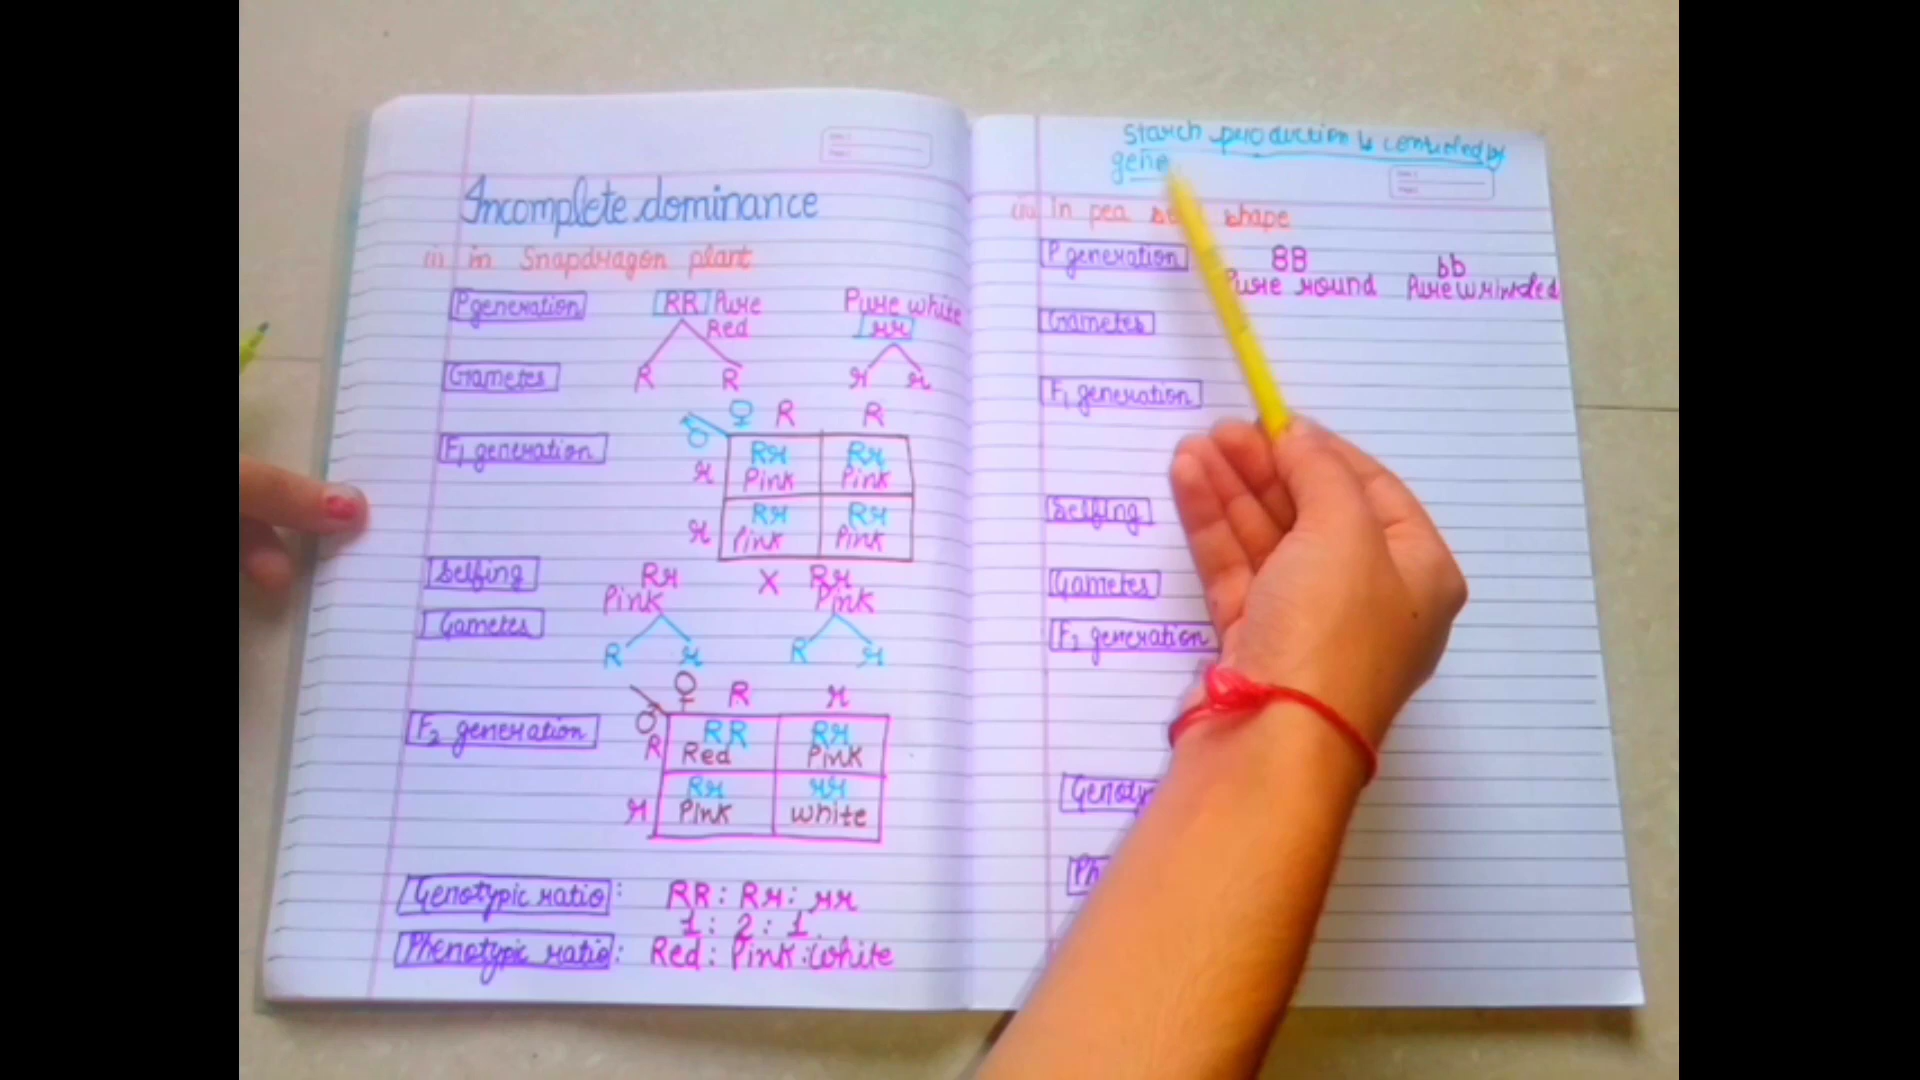 Incomplete dominance
(i) in Snapdragon plant
P generation RR Pure Pure white
Red rr
Gametes R R r r
♀ R R
♂
F1 generation r Rr Rr
Pink Pink
r Rr Rr
Pink Pink
Selfing Rr X Rr
Pink Pink
Gametes R r R r
♀ R r
♂
F2 generation R RR Rr
Red Pink
r Rr rr
Pink white
Genotypic ratio: RR : Rr : rr
1 : 2 : 1
Phenotypic ratio: Red : Pink : White
Starch production is controled by
gene
In pea shape
P generation BB bb
Pure round Pure wrinkled
Gametes
F1 generation
Selfing
Gametes
F2 generation